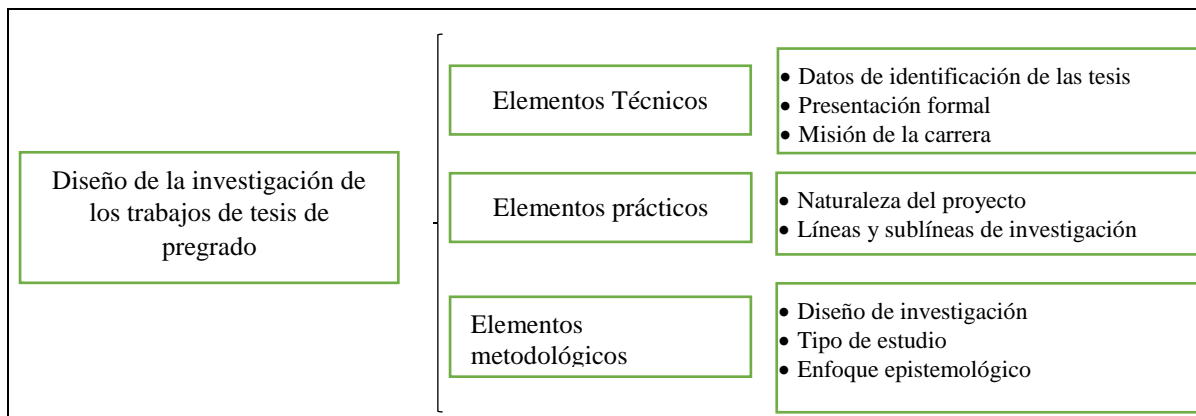 Diseño de la investigación de
los trabajos de tesis de
pregrado
Elementos Técnicos
• Datos de identificación de las tesis
• Presentación formal
• Misión de la carrera
Elementos prácticos
• Naturaleza del proyecto
• Líneas y sublíneas de investigación
Elementos
metodológicos
• Diseño de investigación
• Tipo de estudio
• Enfoque epistemológico